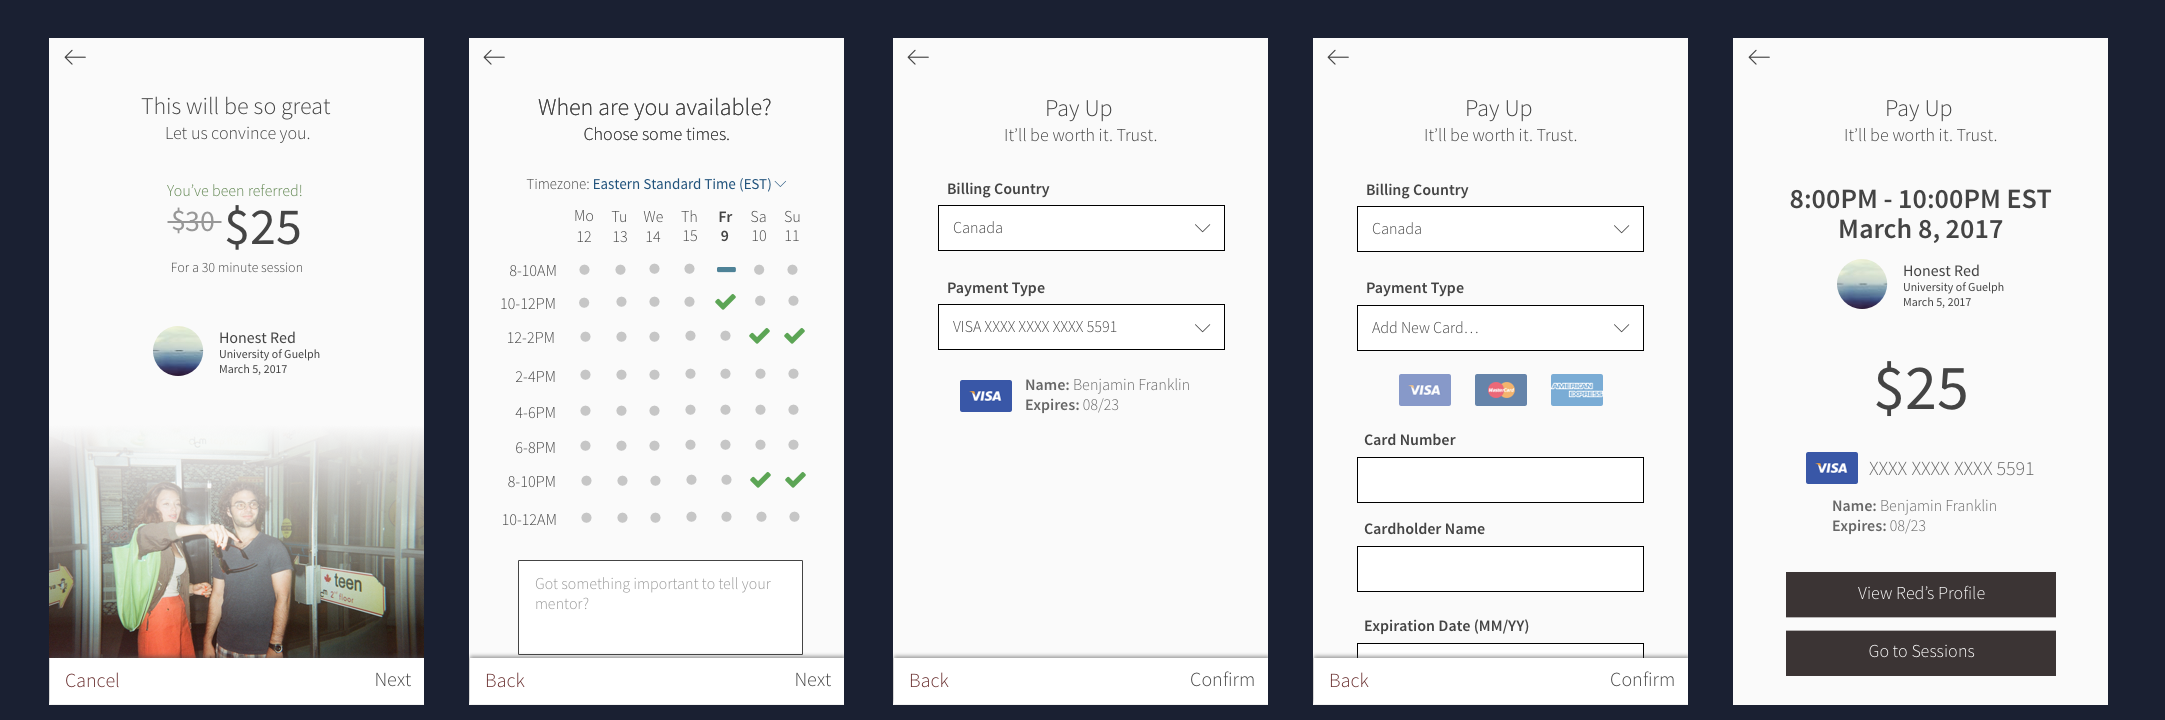 This will be so great
Let us convince you.
You've been referred!
$30 $25
For a 30 minute session
Honest Red
University of Guelph
March 5, 2017
teen
2nd floor
Cancel Next
When are you available?
Choose some times.
Timezone: Eastern Standard Time (EST)
Mo Tu We Th Fr Sa Su
12 13 14 15 9 10 11
8-10AM
10-12PM
12-2PM
2-4PM
4-6PM
6-8PM
8-10PM
10-12AM
Got something important to tell your
mentor?
Back Next
Pay Up
It'll be worth it. Trust.
Billing Country
Canada
Payment Type
VISA XXXX XXXX XXXX 5591
VISA
Name: Benjamin Franklin
Expires: 08/23
Back Confirm
Pay Up
It'll be worth it. Trust.
Billing Country
Canada
Payment Type
Add New Card...
VISA MasterCard AMERICAN EXPRESS
Card Number
Cardholder Name
Expiration Date (MM/YY)
Back Confirm
Pay Up
It'll be worth it. Trust.
8:00PM - 10:00PM EST
March 8, 2017
Honest Red
University of Guelph
March 5, 2017
$25
VISA XXXX XXXX XXXX 5591
Name: Benjamin Franklin
Expires: 08/23
View Red's Profile
Go to Sessions